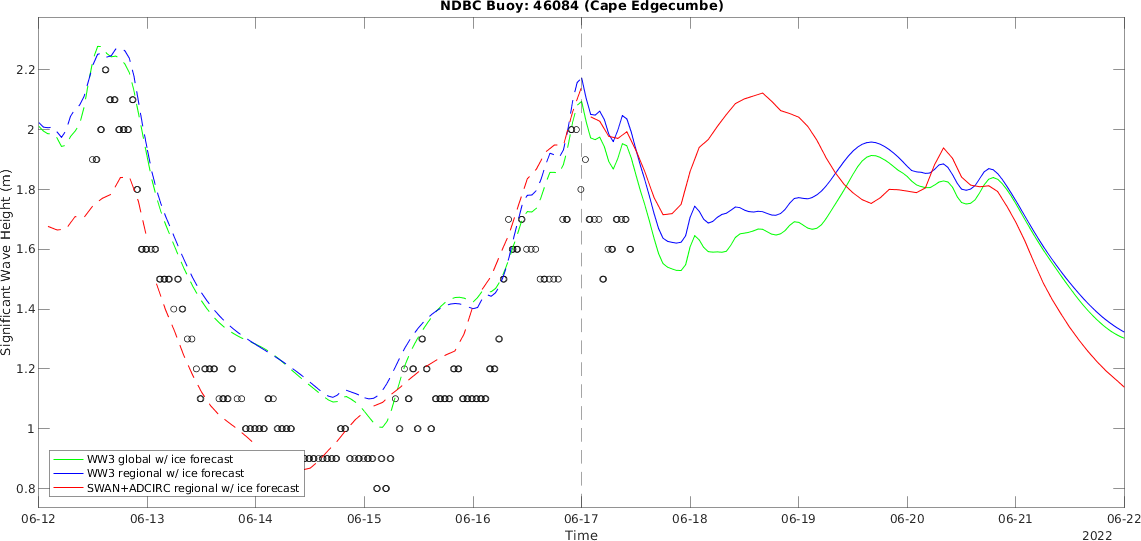 NDBC Buoy: 46084 (Cape Edgecumbe)
Significant Wave Height (m)
2.2
2
1.8
1.6
1.4
1.2
1
0.8
WW3 global w/ ice forecast
WW3 regional w/ ice forecast
SWAN+ADCIRC regional w/ ice forecast
06-12 06-13 06-14 06-15 06-16 06-17 06-18 06-19 06-20 06-21 06-22
Time
2022